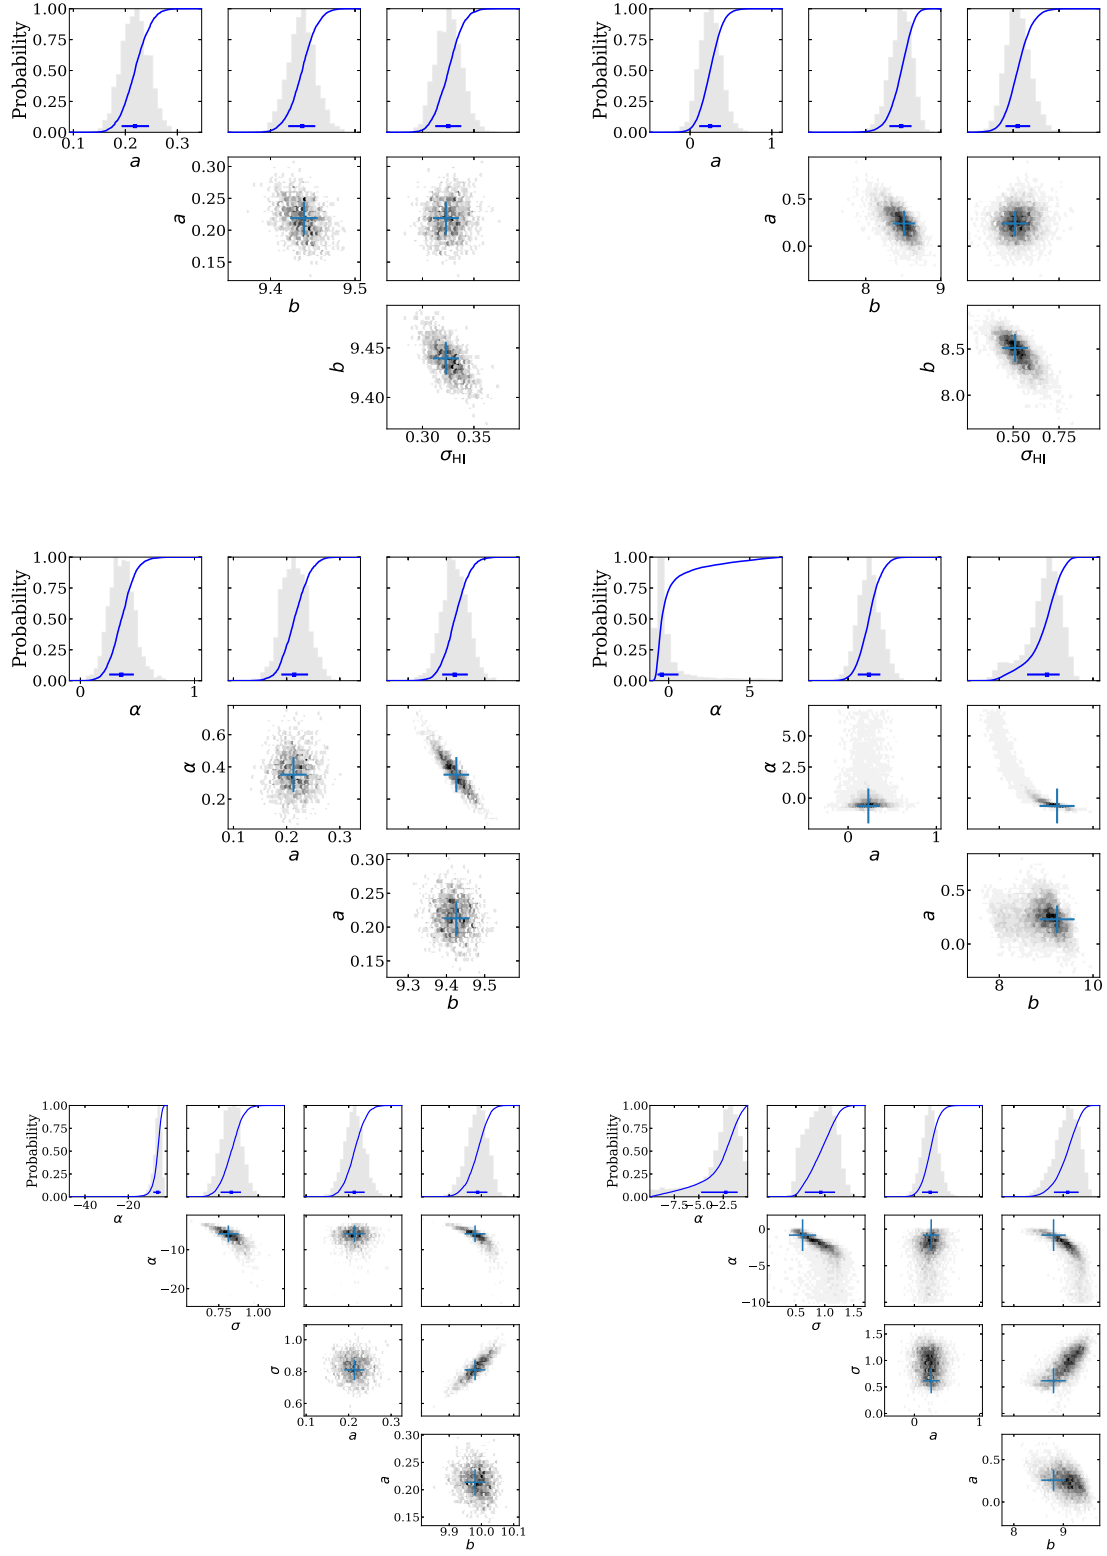 1.00
0.75
0.50
0.25
0.00
Probability
0.1 0.2 0.3
a
0.30
0.25
0.20
0.15
a
9.4 9.5
b
9.45
9.40
b
0.30 0.35
σHI
1.00
0.75
0.50
0.25
0.00
Probability
0 1
a
0.5
0.0
a
8 9
b
8.5
8.0
b
0.50 0.75
σHI
1.00
0.75
0.50
0.25
0.00
Probability
0 1
α
0.6
0.4
0.2
α
0.1 0.2 0.3
a
0.30
0.25
0.20
0.15
a
9.3 9.4 9.5
b
1.00
0.75
0.50
0.25
0.00
Probability
0 5
α
5.0
2.5
0.0
α
0 1
a
0.5
0.0
a
8 10
b
1.00
0.75
0.50
0.25
0.00
Probability
−40 −20
α
−10
−20
α
0.75 1.00
σ
1.0
0.8
0.6
σ
0.1 0.2 0.3
a
0.30
0.25
0.20
0.15
a
9.9 10.0 10.1
b
1.00
0.75
0.50
0.25
0.00
Probability
−7.5 −5.0 −2.5
α
0
−5
−10
α
0.5 1.0 1.5
σ
1.5
1.0
0.5
0.0
σ
0 1
a
0.5
0.0
a
8 9
b